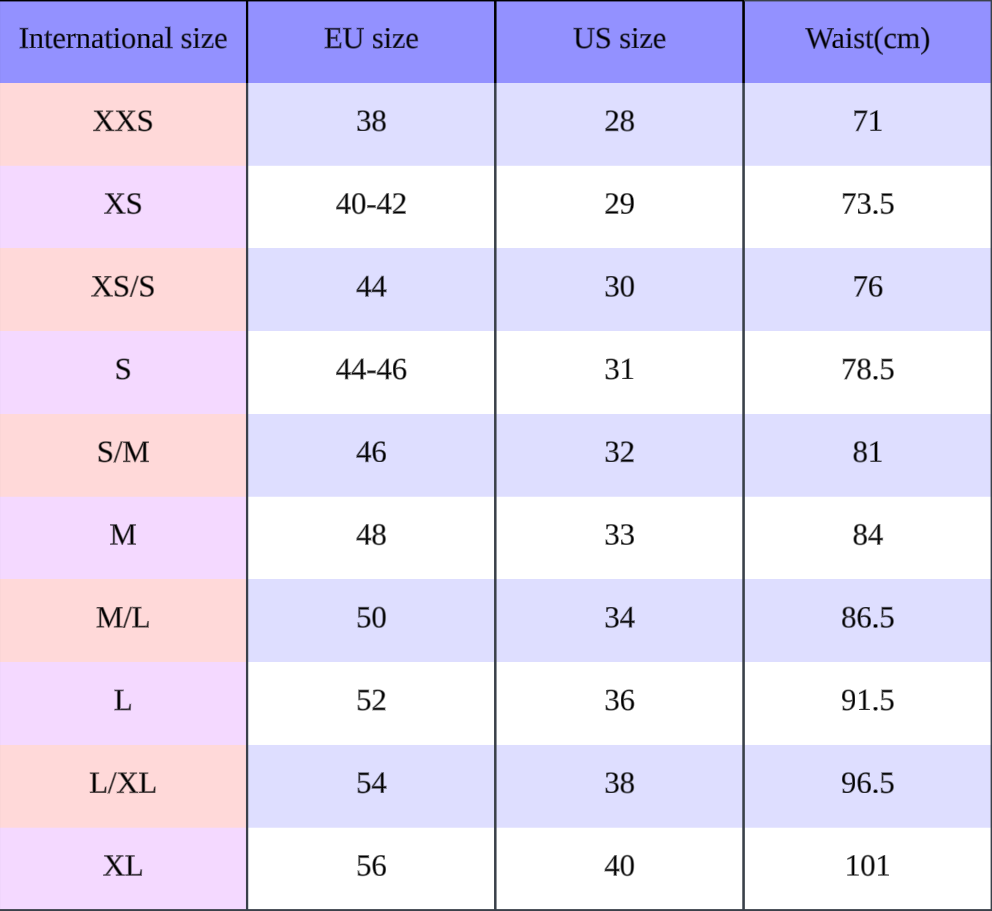 International size EU size US size Waist(cm)
XXS 38 28 71
XS 40-42 29 73.5
XS/S 44 30 76
S 44-46 31 78.5
S/M 46 32 81
M 48 33 84
M/L 50 34 86.5
L 52 36 91.5
L/XL 54 38 96.5
XL 56 40 101